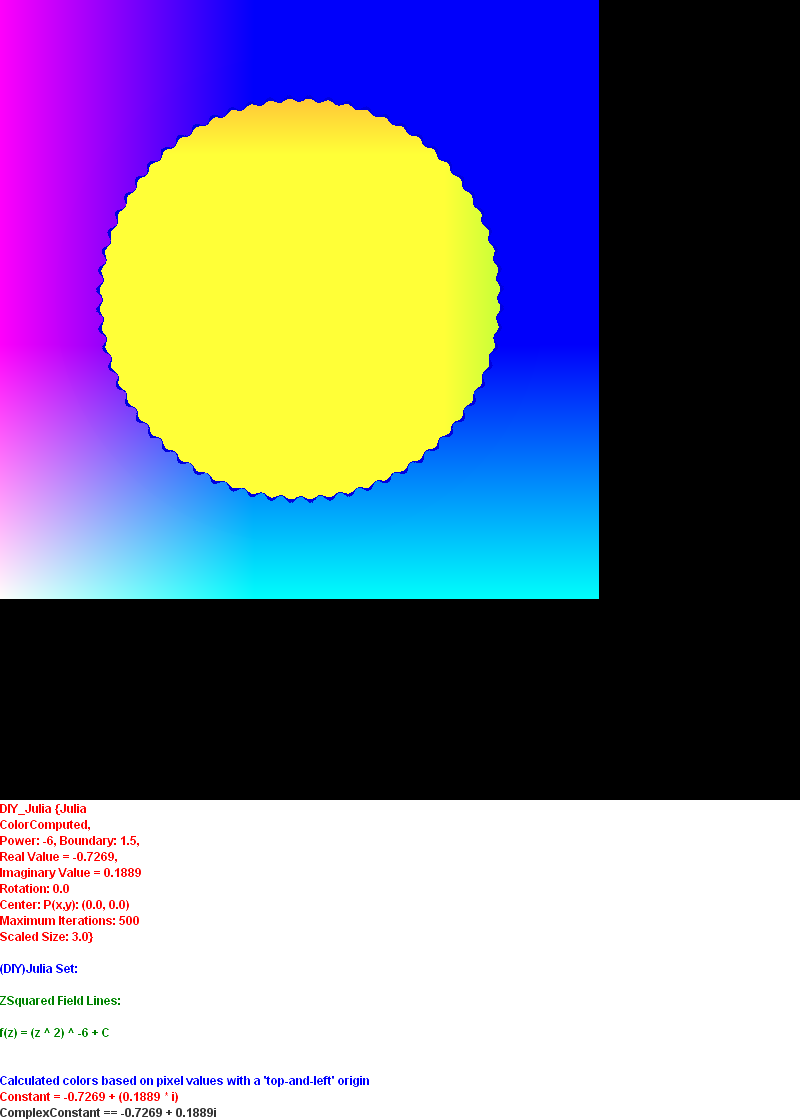 DIY_Julia {Julia
ColorComputed,
Power: -6, Boundary: 1.5,
Real Value = -0.7269,
Imaginary Value = 0.1889
Rotation: 0.0
Center: P(x,y): (0.0, 0.0)
Maximum Iterations: 500
Scaled Size: 3.0}
(DIY)Julia Set:
ZSquared Field Lines:
f(z) = (z ^ 2) ^ -6 + C
Calculated colors based on pixel values with a 'top-and-left' origin
Constant = -0.7269 + (0.1889 * i)
ComplexConstant == -0.7269 + 0.1889i